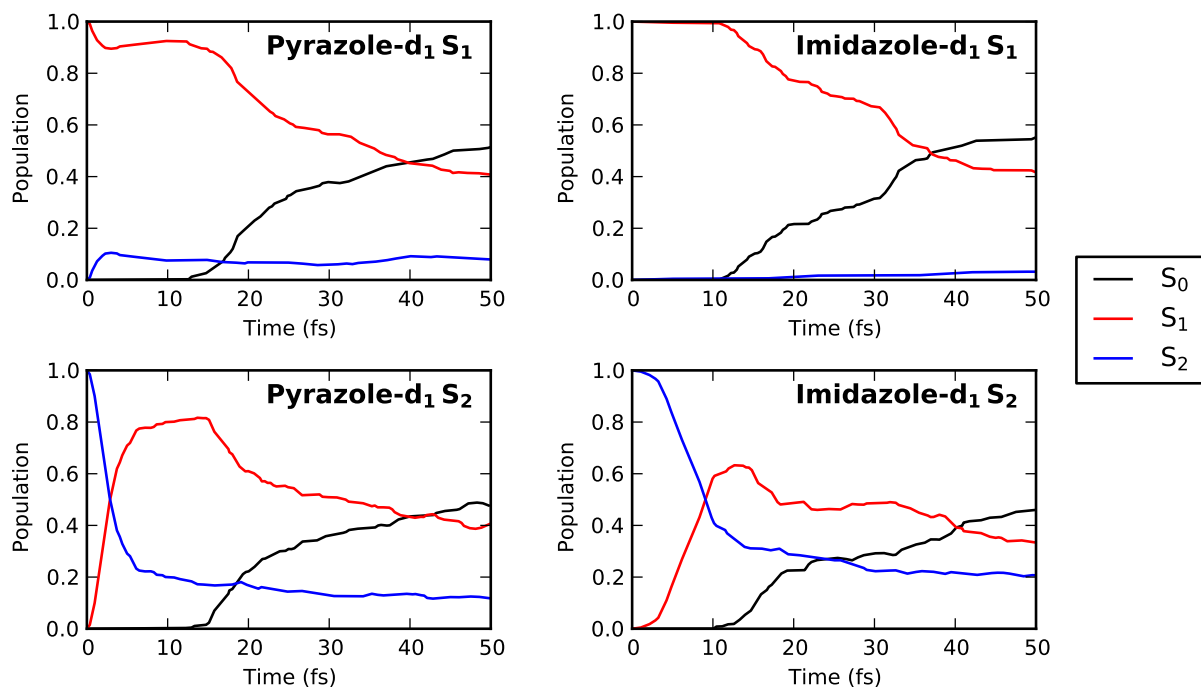 Pyrazole-d₁ S₁
1.0
0.8
0.6
0.4
0.2
0.0
Population
0 10 20 30 40 50
Time (fs)
Imidazole-d₁ S₁
1.0
0.8
0.6
0.4
0.2
0.0
Population
0 10 20 30 40 50
Time (fs)
Pyrazole-d₁ S₂
1.0
0.8
0.6
0.4
0.2
0.0
Population
0 10 20 30 40 50
Time (fs)
Imidazole-d₁ S₂
1.0
0.8
0.6
0.4
0.2
0.0
Population
0 10 20 30 40 50
Time (fs)
S₀
S₁
S₂